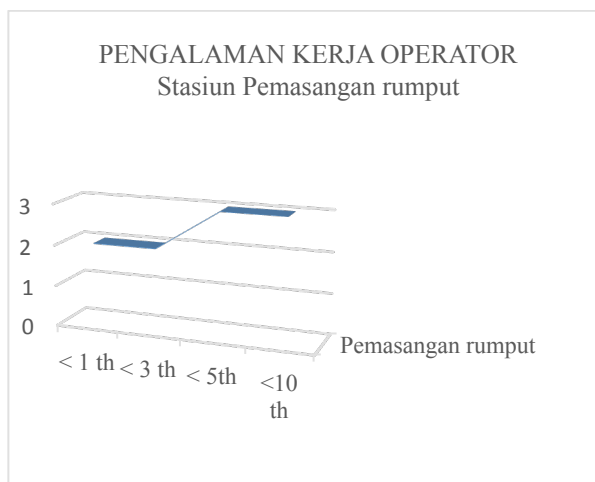 PENGALAMAN KERJA OPERATOR
Stasiun Pemasangan rumput
3
2
1
0
< 1 th
< 3 th
< 5th
<10
th
Pemasangan rumput